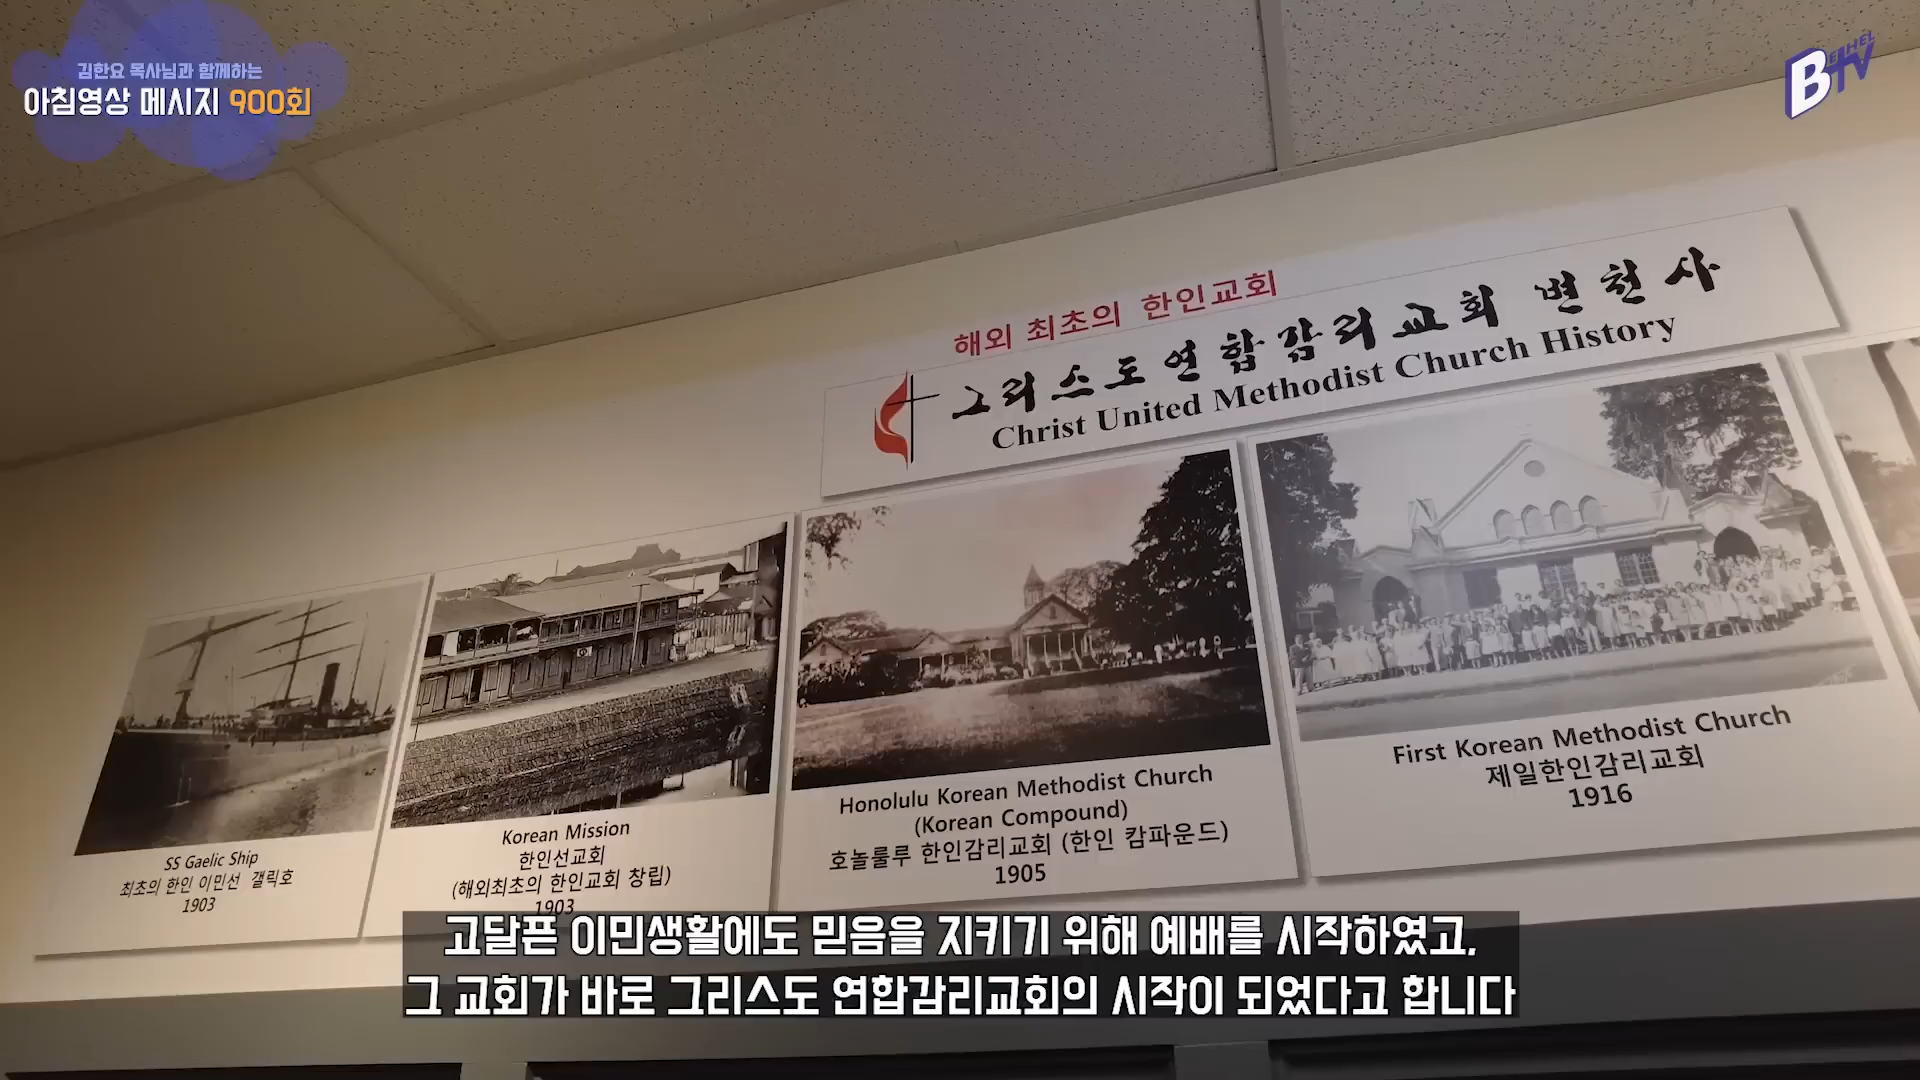 김한요 목사님과 함께하는
아침영상 메시지 900회
BETHEL
BTV
해외 최초의 한인교회
그리스도연합감리교회 변천사
Christ United Methodist Church History
SS Gaelic Ship
최초의 한인 이민선 갤릭호
1903
Korean Mission
한인선교회
(해외최초의 한인교회 창립)
1903
Honolulu Korean Methodist Church
(Korean Compound)
호놀룰루 한인감리교회 (한인 캄파운드)
1905
First Korean Methodist Church
제일한인감리교회
1916
고달픈 이민생활에도 믿음을 지키기 위해 예배를 시작하였고,
그 교회가 바로 그리스도 연합감리교회의 시작이 되었다고 합니다